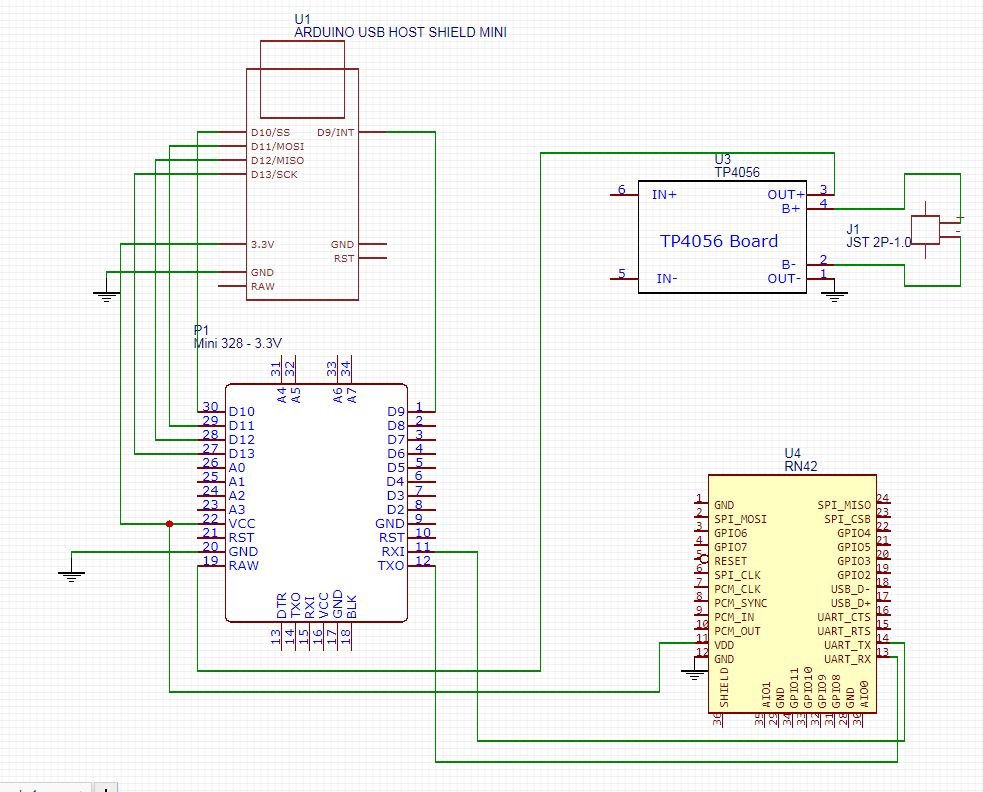 U1
ARDUINO USB HOST SHIELD MINI
D10/SS D9/INT
D11/MOSI
D12/MISO
D13/SCK
3.3V GND
RST
GND
RAW
U3
TP4056
6 IN+ OUT+ 3
B+ 4
TP4056 Board
B- 2
5 IN- OUT- 1
J1
JST 2P-1.0
+
-
P1
Mini 328 - 3.3V
31 32 33 34
A4 A5 A6 A7
30 D10 D9 1
29 D11 D8 2
28 D12 D7 3
27 D13 D6 4
26 A0 D5 5
25 A1 D4 6
24 A2 D3 7
23 A3 D2 8
22 VCC GND 9
21 RST RST 10
20 GND RXI 11
19 RAW TXO 12
DTR TXO RXI VCC GND BLK
13 14 15 16 17 18
U4
RN42
1 GND SPI_MISO 24
2 SPI_MOSI SPI_CSB 23
3 GPIO6 GPIO4 22
4 GPIO7 GPIO5 21
5 RESET GPIO3 20
6 SPI_CLK GPIO2 19
7 PCM_CLK USB_D- 18
8 PCM_SYNC USB_D+ 17
9 PCM_IN UART_CTS 16
10 PCM_OUT UART_RTS 15
11 VDD UART_TX 14
12 GND UART_RX 13
SHIELD AIO1 GND GPIO11 GPIO10 GPIO9 GPIO8 GND AIO0
36 35 29 34 33 32 31 28 30